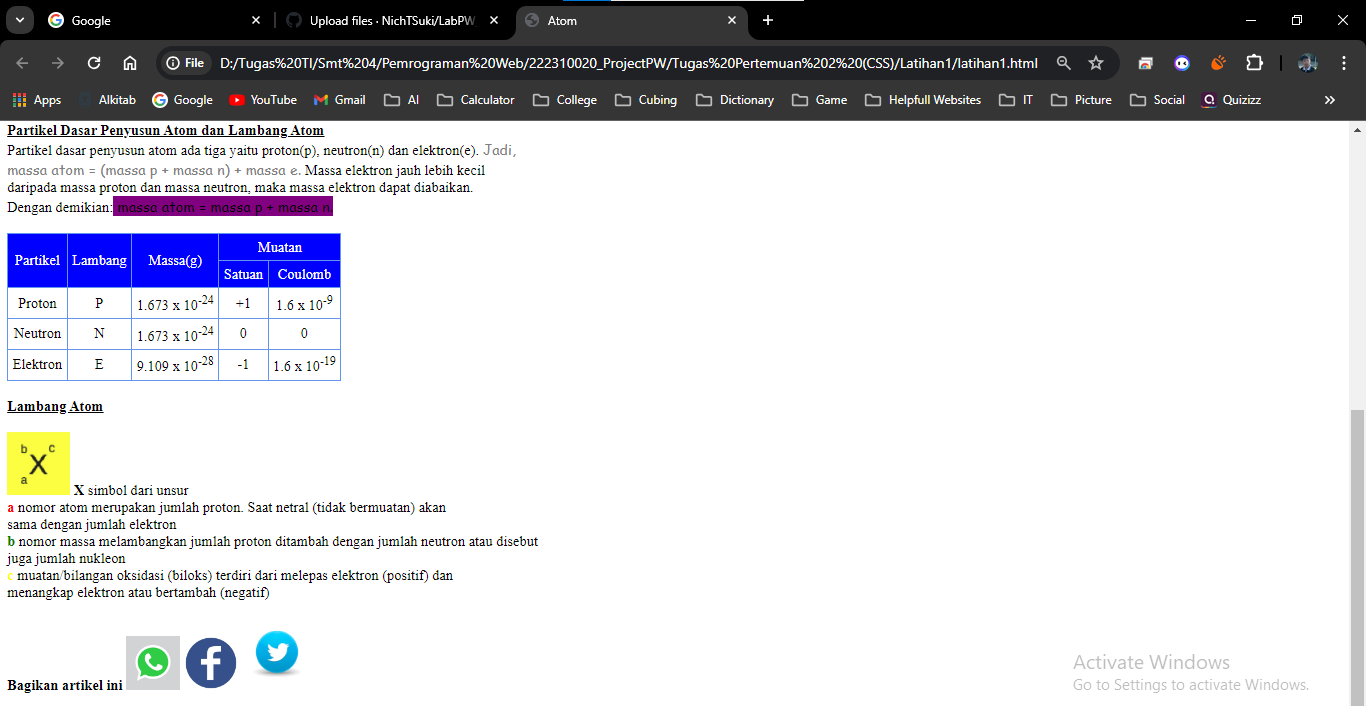 Google
Upload files · NichTSuki/LabPW
Atom
File
D:/Tugas%20TI/Smt%204/Pemrograman%20Web/222310020_ProjectPW/Tugas%20Pertemuan%202%20(CSS)/Latihan1/latihan1.html
Apps Alkitab Google YouTube Gmail AI Calculator College Cubing Dictionary Game Helpfull Websites IT Picture Social Quizizz
Partikel Dasar Penyusun Atom dan Lambang Atom
Partikel dasar penyusun atom ada tiga yaitu proton(p), neutron(n) dan elektron(e). Jadi,
massa atom = (massa p + massa n) + massa e. Massa elektron jauh lebih kecil
daripada massa proton dan massa neutron, maka massa elektron dapat diabaikan.
Dengan demikian: massa atom = massa p + massa n.
Partikel Lambang Massa(g) Muatan
Satuan Coulomb
Proton P 1.673 x 10-24 +1 1.6 x 10-9
Neutron N 1.673 x 10-24 0 0
Elektron E 9.109 x 10-28 -1 1.6 x 10-19
Lambang Atom
b c
X
a
X simbol dari unsur
a nomor atom merupakan jumlah proton. Saat netral (tidak bermuatan) akan
sama dengan jumlah elektron
b nomor massa melambangkan jumlah proton ditambah dengan jumlah neutron atau disebut
juga jumlah nukleon
c muatan/bilangan oksidasi (biloks) terdiri dari melepas elektron (positif) dan
menangkap elektron atau bertambah (negatif)
Bagikan artikel ini
Activate Windows
Go to Settings to activate Windows.